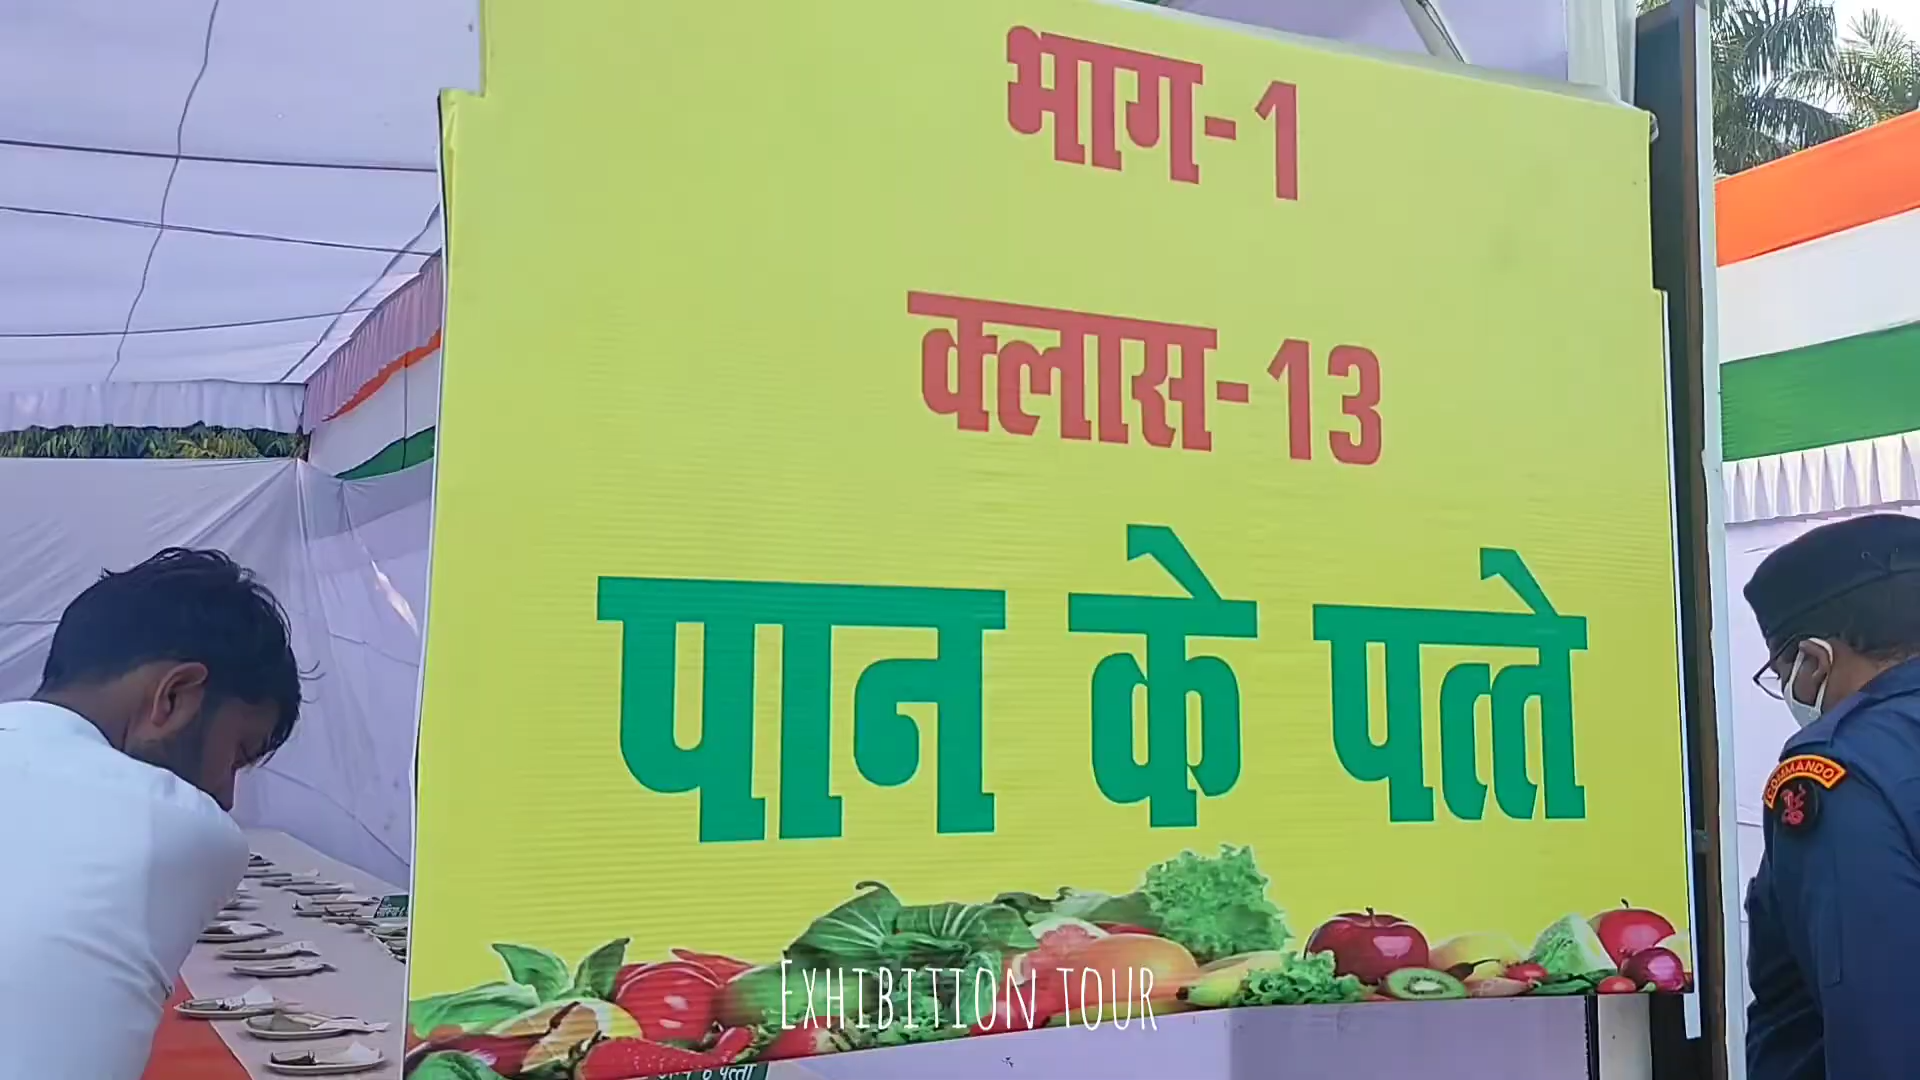 भाग-1
क्लास-13
पान के पत्ते
COMMANDO
EXHIBITION TOUR